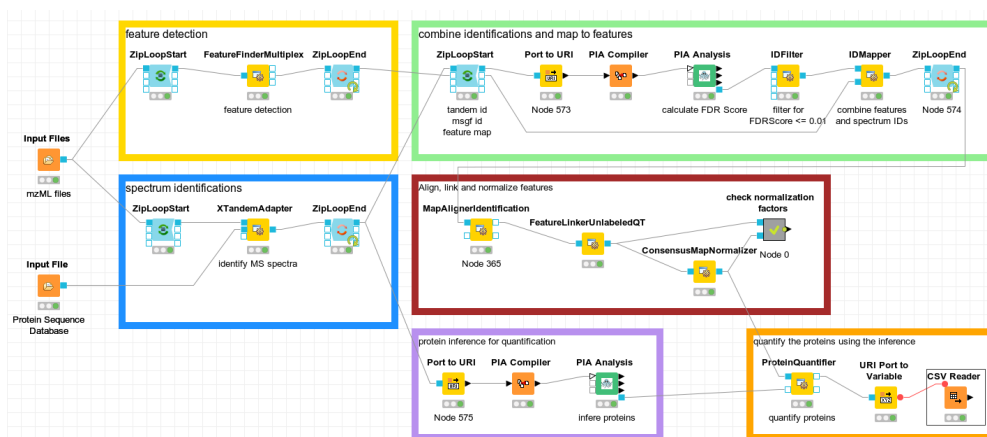 feature detection
ZipLoopStart
FeatureFinderMultiplex
ZipLoopEnd
feature detection
combine identifications and map to features
ZipLoopStart
Port to URI
PIA Compiler
PIA Analysis
IDFilter
IDMapper
ZipLoopEnd
tandem id
msgf id
feature map
Node 573
calculate FDR Score
filter for
FDRScore <= 0.01
combine features
and spectrum IDs
Node 574
Input Files
mzML files
spectrum identifications
ZipLoopStart
XTandemAdapter
ZipLoopEnd
identify MS spectra
Input File
Protein Sequence
Database
Align, link and normalize features
MapAlignerIdentification
Node 365
FeatureLinkerUnlabeledQT
ConsensusMapNormalizer
check normalization
factors
Node 0
protein inference for quantification
Port to URI
PIA Compiler
PIA Analysis
Node 575
infere proteins
quantify the proteins using the inference
ProteinQuantifier
URI Port to
Variable
CSV Reader
quantify proteins